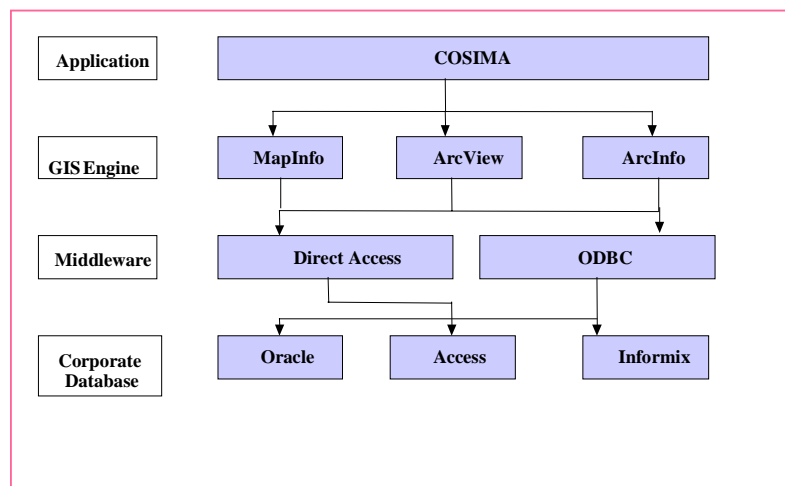 Application
COSIMA
GIS Engine
MapInfo
ArcView
ArcInfo
Middleware
Direct Access
ODBC
Corporate
Database
Oracle
Access
Informix